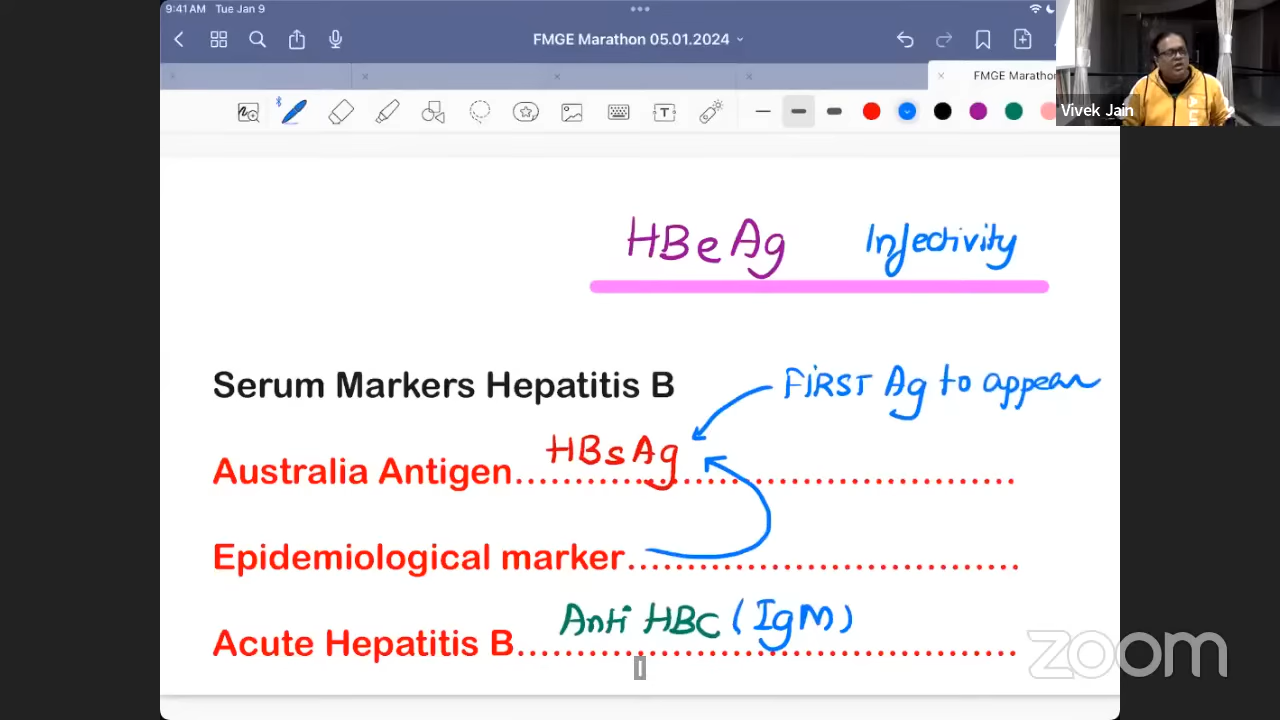 9:41 AM Tue Jan 9
FMGE Marathon 05.01.2024
FMGE Marathon
T
Vivek Jain
HBeAg Infectivity
Serum Markers Hepatitis B FIRST Ag to appear
Australia Antigen HBsAg
Epidemiological marker
Acute Hepatitis B Anti HBC (IgM)
zoom